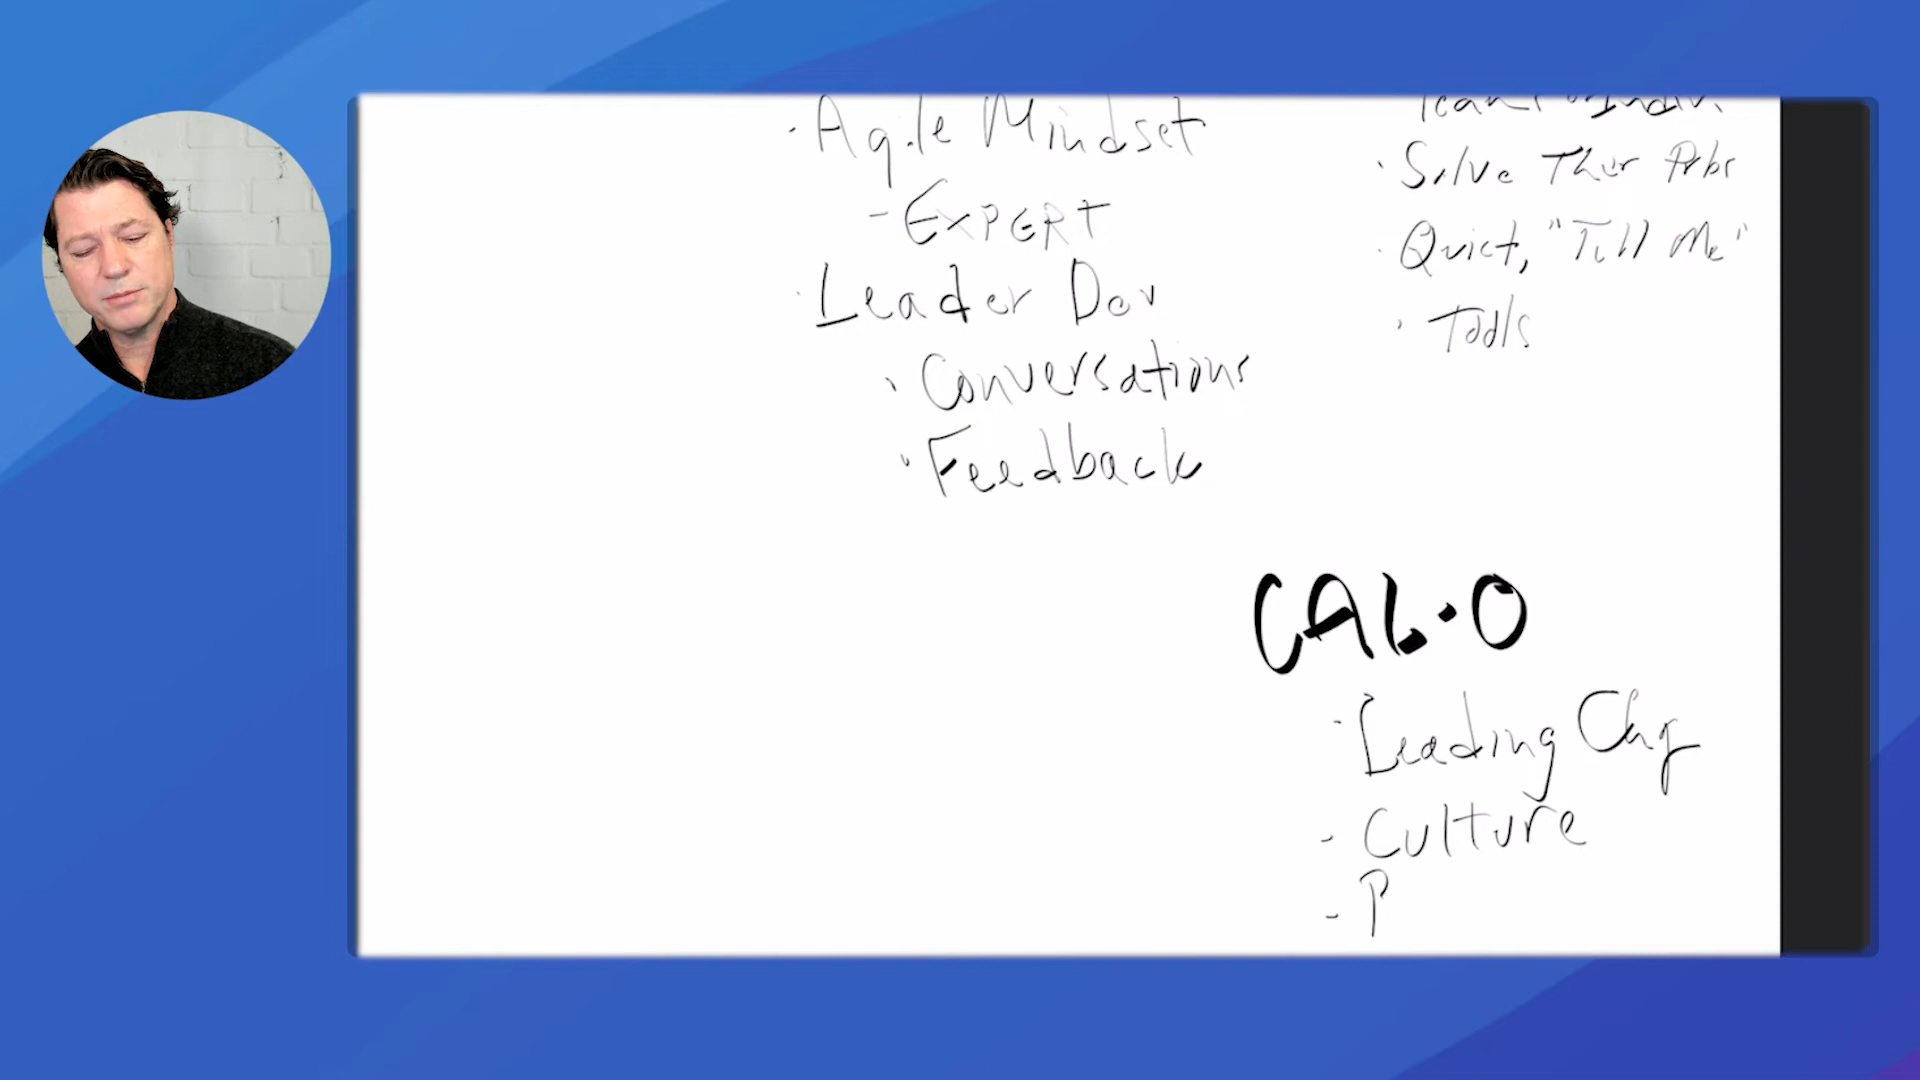 · Agile Mindset
- EXPERT
· Leader Dev
· Conversations
· Feedback
· Solve Their Prbs
· Quiet, "Tell Me"
· Tools
CAL·O
· Leading Chg
- Culture
- P